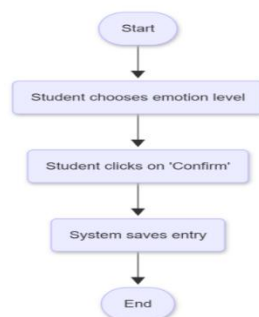 Start
Student chooses emotion level
Student clicks on 'Confirm'
System saves entry
End